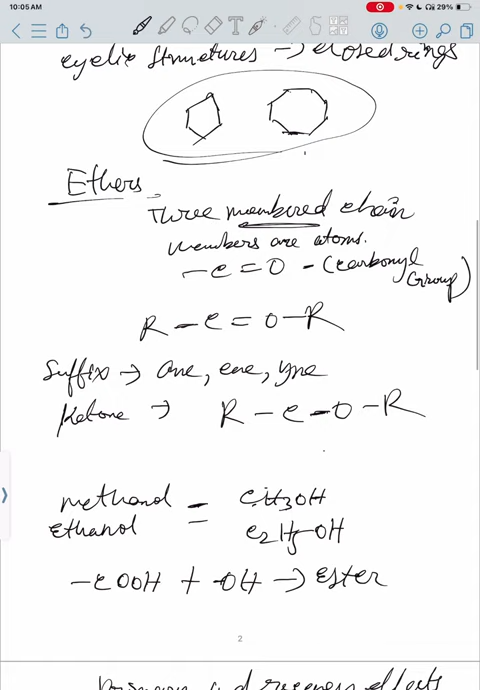 10:05 AM
29%
cyclic structures → closed rings
Ethers
Three membered chain
members are atoms.
- C = O - (Carbonyl Group)
R - C = O - R
Suffix → ane, ene, yne
Ketone → R - C - O - R
methanol = CH3OH
Ethanol = C2H5-OH
- COOH + OH → Ester
2
effects